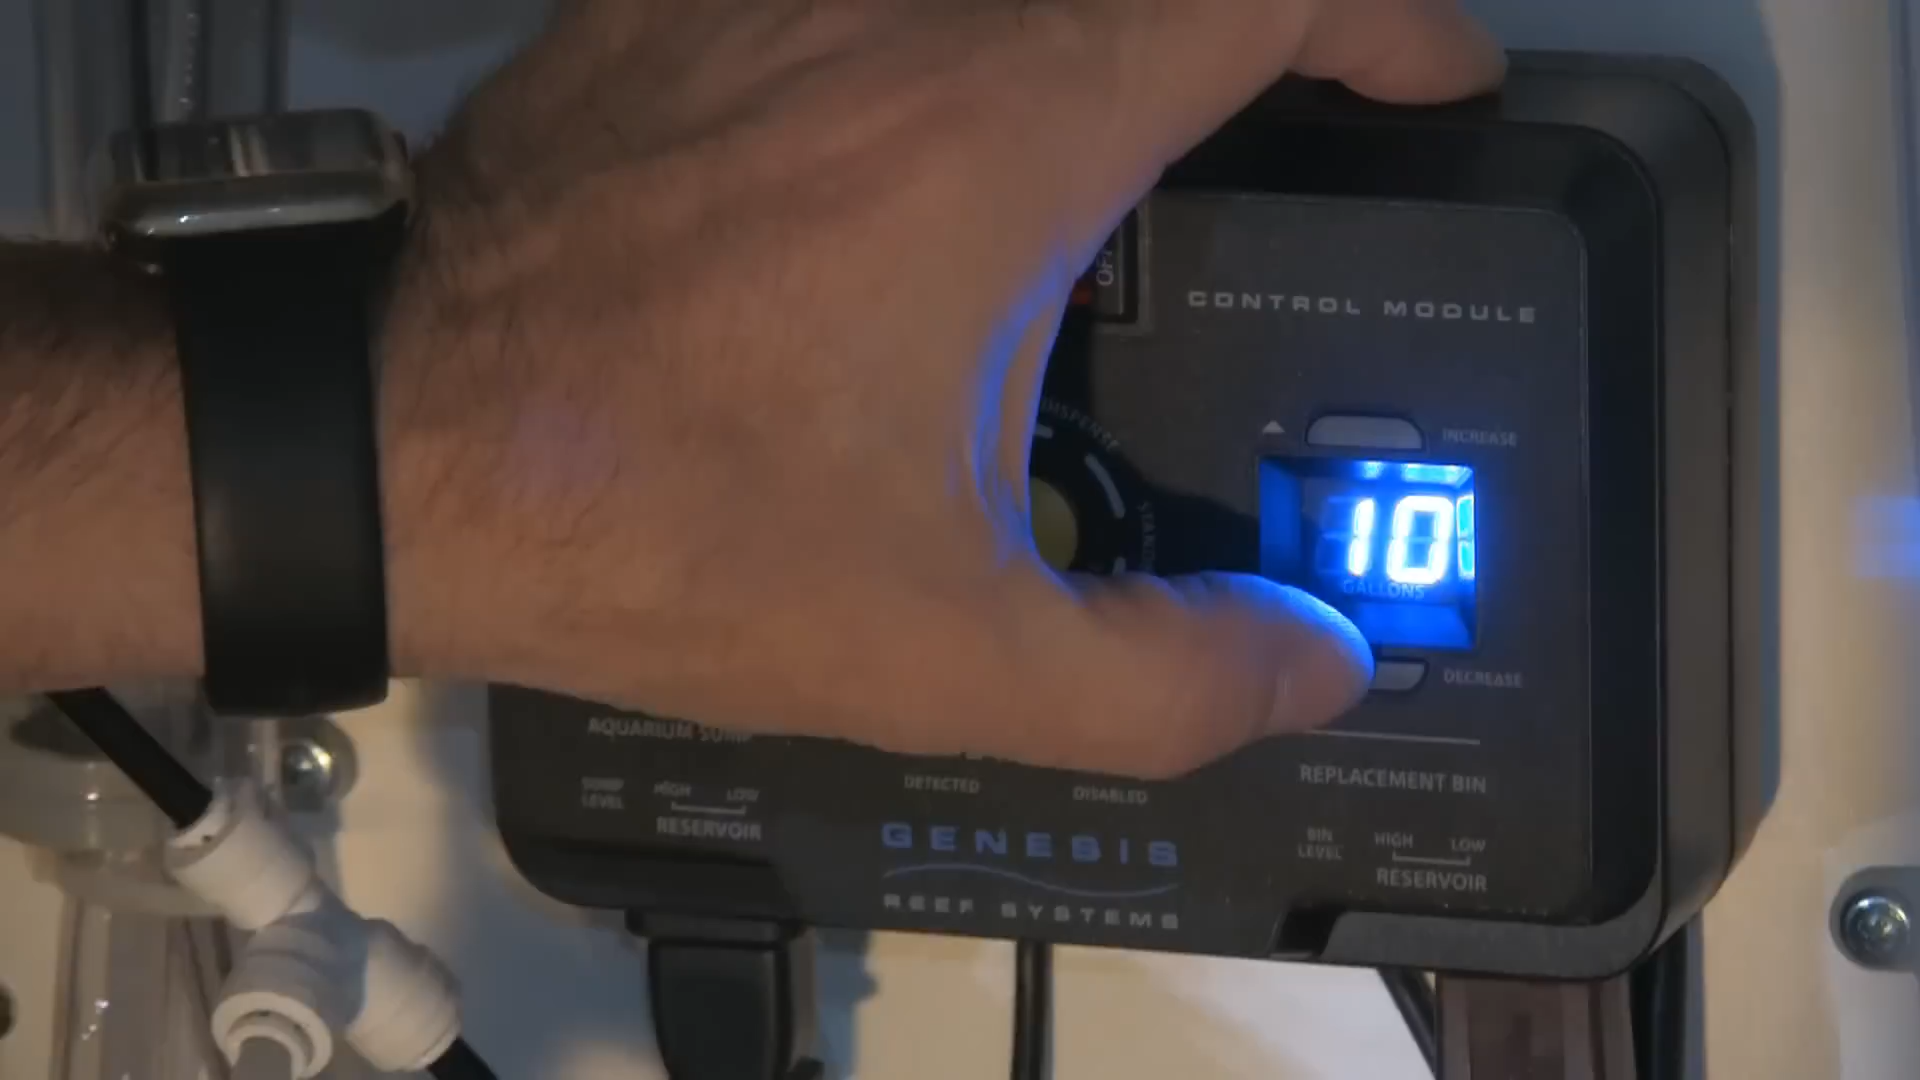 OFF
CONTROL MODULE
INCREASE
10
GALLONS
DECREASE
AQUARIUM SUMP
REPLACEMENT BIN
SUMP LEVEL
HIGH LOW
RESERVOIR
DETECTED
DISABLED
GENESIS
REEF SYSTEMS
BIN LEVEL
HIGH LOW
RESERVOIR